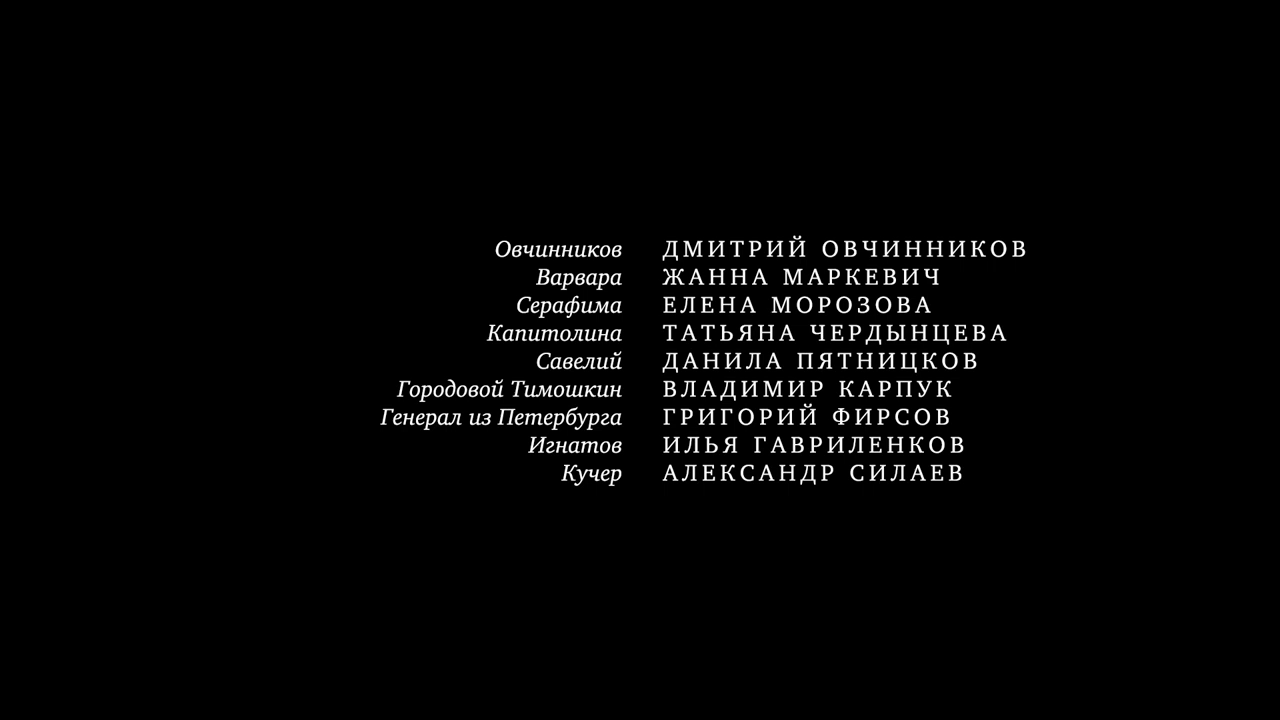 Овчинников ДМИТРИЙ ОВЧИННИКОВ
Варвара ЖАННА МАРКЕВИЧ
Серафима ЕЛЕНА МОРОЗОВА
Капитолина ТАТЬЯНА ЧЕРДЫНЦЕВА
Савелий ДАНИЛА ПЯТНИЦКОВ
Городовой Тимошкин ВЛАДИМИР КАРПУК
Генерал из Петербурга ГРИГОРИЙ ФИРСОВ
Игнатов ИЛЬЯ ГАВРИЛЕНКОВ
Кучер АЛЕКСАНДР СИЛАЕВ